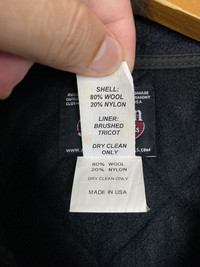 SHELL:
80% WOOL
20% NYLON
LINER:
BRUSHED
TRICOT
DRY CLEAN
ONLY
80% WOOL
20% NYLON
DRY CLEAN ONLY
MADE IN USA